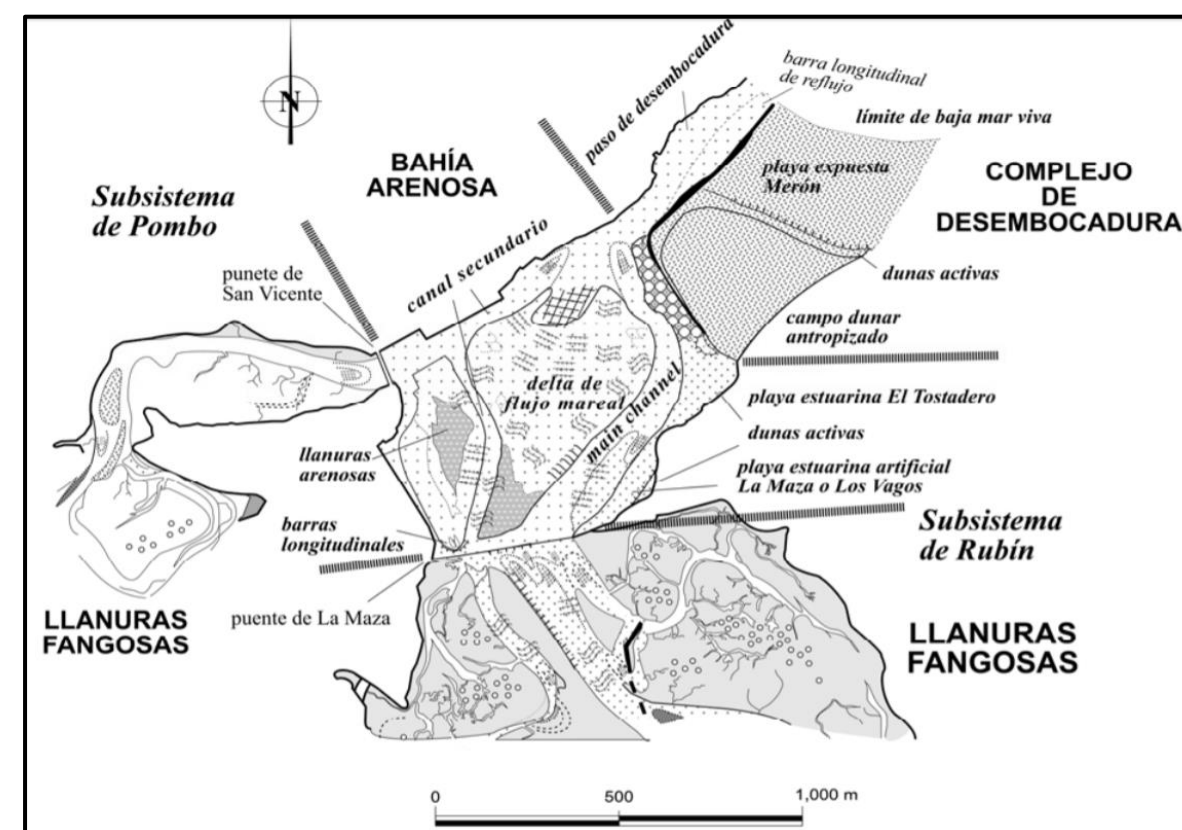 N
paso de desembocadura
barra longitudinal
de reflujo
límite de baja mar viva
BAHÍA
ARENOSA
playa expuesta
Merón
COMPLEJO
DE
DESEMBOCADURA
Subsistema
de Pombo
canal secundario
punete de
San Vicente
dunas activas
campo dunar
antropizado
delta de
flujo mareal
main channel
playa estuarina El Tostadero
dunas activas
llanuras
arenosas
playa estuarina artificial
La Maza o Los Vagos
barras
longitudinales
Subsistema
de Rubín
puente de La Maza
LLANURAS
FANGOSAS
LLANURAS
FANGOSAS
0 500 1,000 m